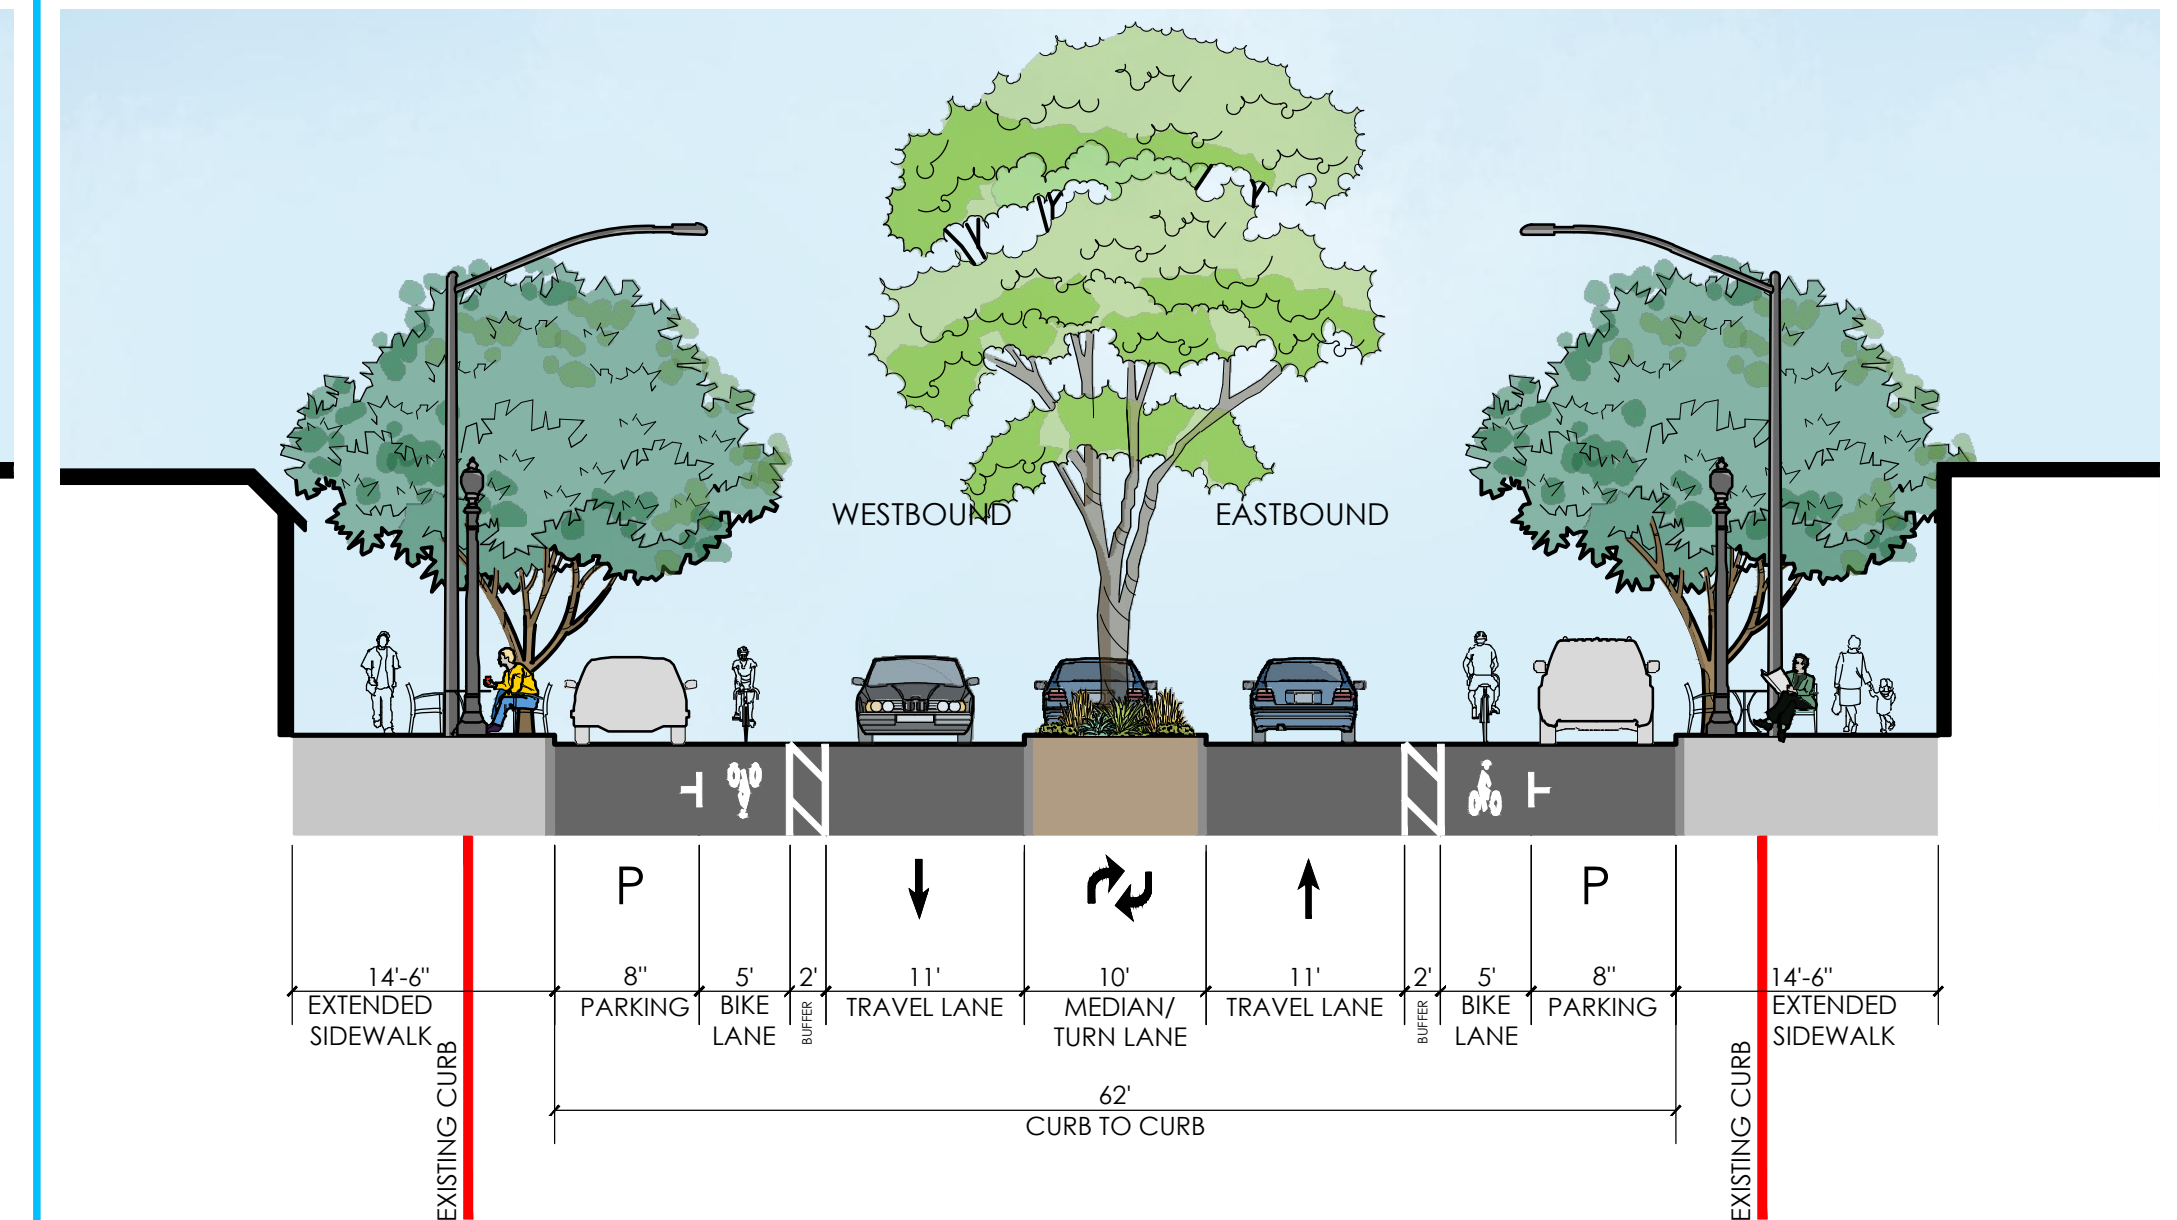 WESTBOUND
EASTBOUND
P
P
14'-6"
8"
5'
2'
11'
10'
11'
2'
5'
8"
14'-6"
EXTENDED
SIDEWALK
PARKING
BIKE
LANE
BUFFER
TRAVEL LANE
MEDIAN/
TURN LANE
TRAVEL LANE
BUFFER
BIKE
LANE
PARKING
EXTENDED
SIDEWALK
EXISTING CURB
62'
CURB TO CURB
EXISTING CURB